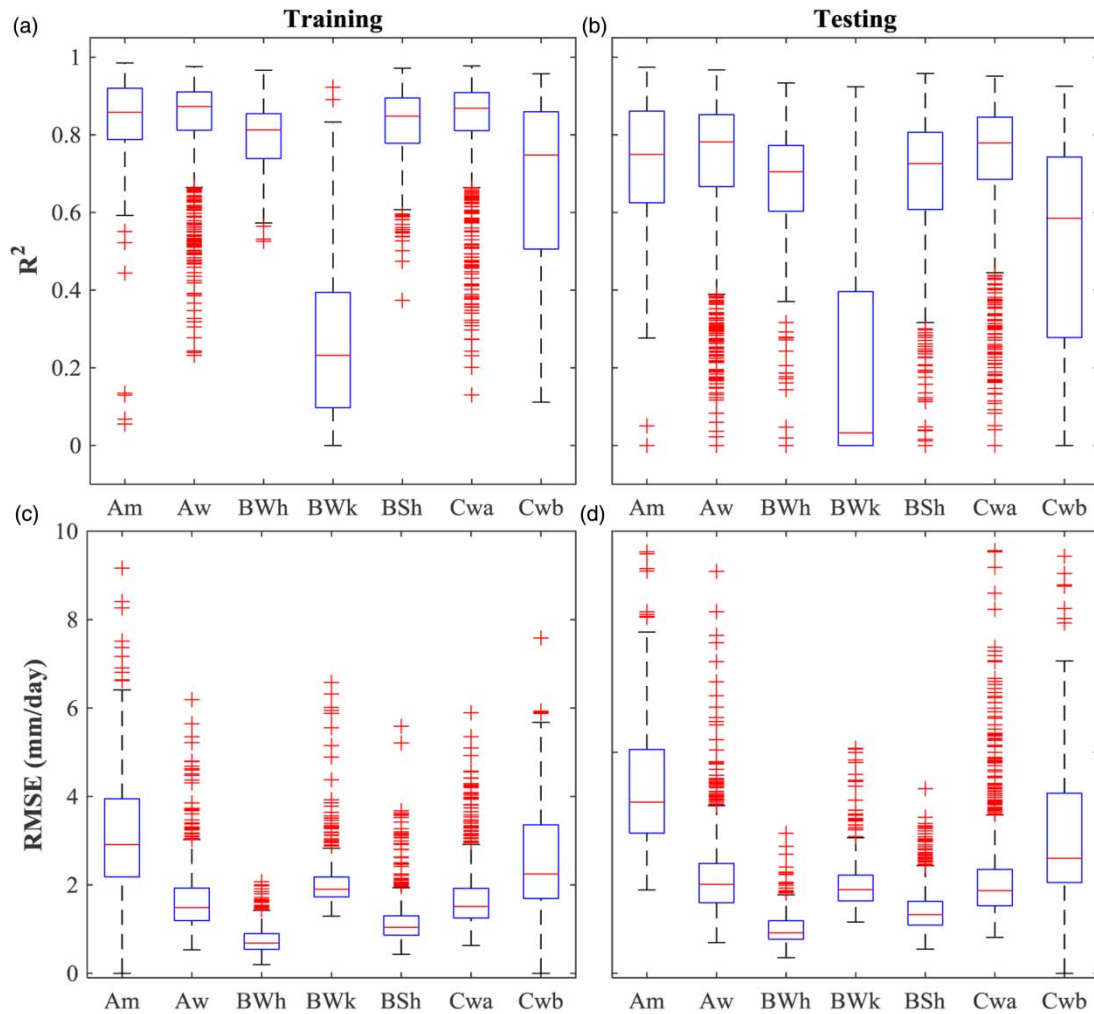 (a) Training (b) Testing
1
0.8
0.6
0.4
0.2
0
R²
Am Aw BWh BWk BSh Cwa Cwb Am Aw BWh BWk BSh Cwa Cwb
(c) (d)
10
8
6
4
2
0
RMSE (mm/day)
Am Aw BWh BWk BSh Cwa Cwb Am Aw BWh BWk BSh Cwa Cwb